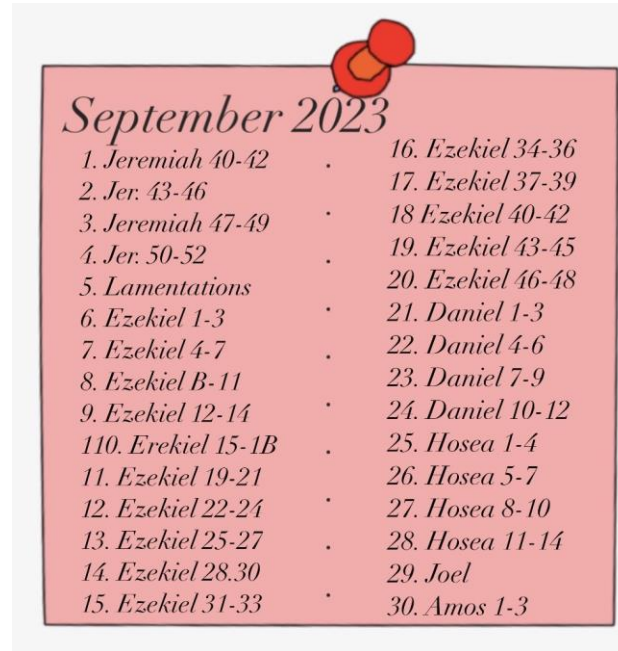 September 2023
1. Jeremiah 40-42
2. Jer. 43-46
3. Jeremiah 47-49
4. Jer. 50-52
5. Lamentations
6. Ezekiel 1-3
7. Ezekiel 4-7
8. Ezekiel B-11
9. Ezekiel 12-14
110. Erekiel 15-1B
11. Ezekiel 19-21
12. Ezekiel 22-24
13. Ezekiel 25-27
14. Ezekiel 28.30
15. Ezekiel 31-33
16. Ezekiel 34-36
17. Ezekiel 37-39
18 Ezekiel 40-42
19. Ezekiel 43-45
20. Ezekiel 46-48
21. Daniel 1-3
22. Daniel 4-6
23. Daniel 7-9
24. Daniel 10-12
25. Hosea 1-4
26. Hosea 5-7
27. Hosea 8-10
28. Hosea 11-14
29. Joel
30. Amos 1-3